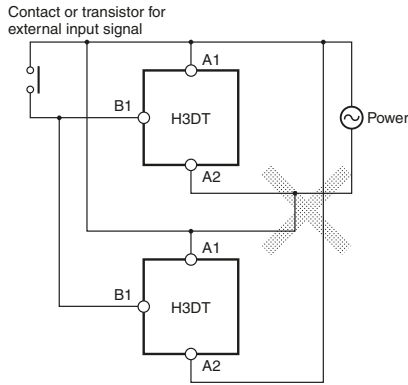 Contact or transistor for
external input signal
A1
B1
H3DT
Power
A2
A1
B1
H3DT
A2